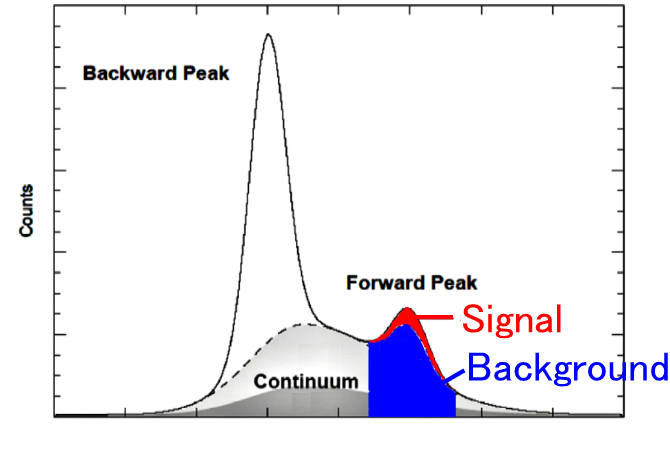 Backward Peak
Counts
Forward Peak
Signal
Background
Continuum